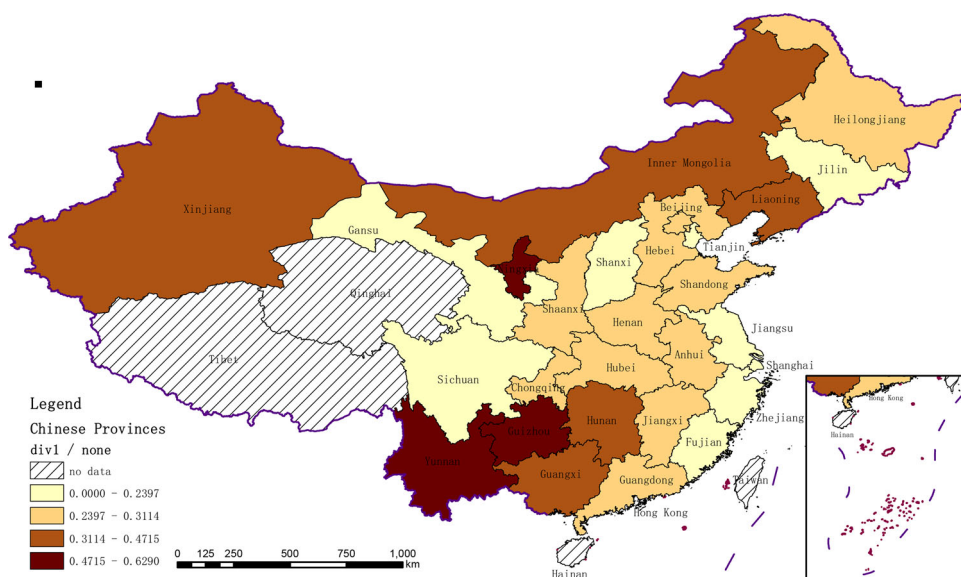 Heilongjiang
Jilin
Inner Mongolia
Liaoning
Xinjiang
Beijing
Gansu
Tianjin
Hebei
Shanxi
Shandong
Qinghai
Shaanxi
Henan
Jiangsu
Tibet
Anhui
Hubei
Shanghai
Sichuan
Chongqing
Zhejiang
Hunan
Jiangxi
Guizhou
Fujian
Yunnan
Guangxi
Guangdong
Taiwan
Hong Kong
Hainan
Legend
Chinese Provinces
div1 / none
no data
0.0000 - 0.2397
0.2397 - 0.3114
0.3114 - 0.4715
0.4715 - 0.6290
0 125 250 500 750 1,000
km
Hong Kong
Hainan